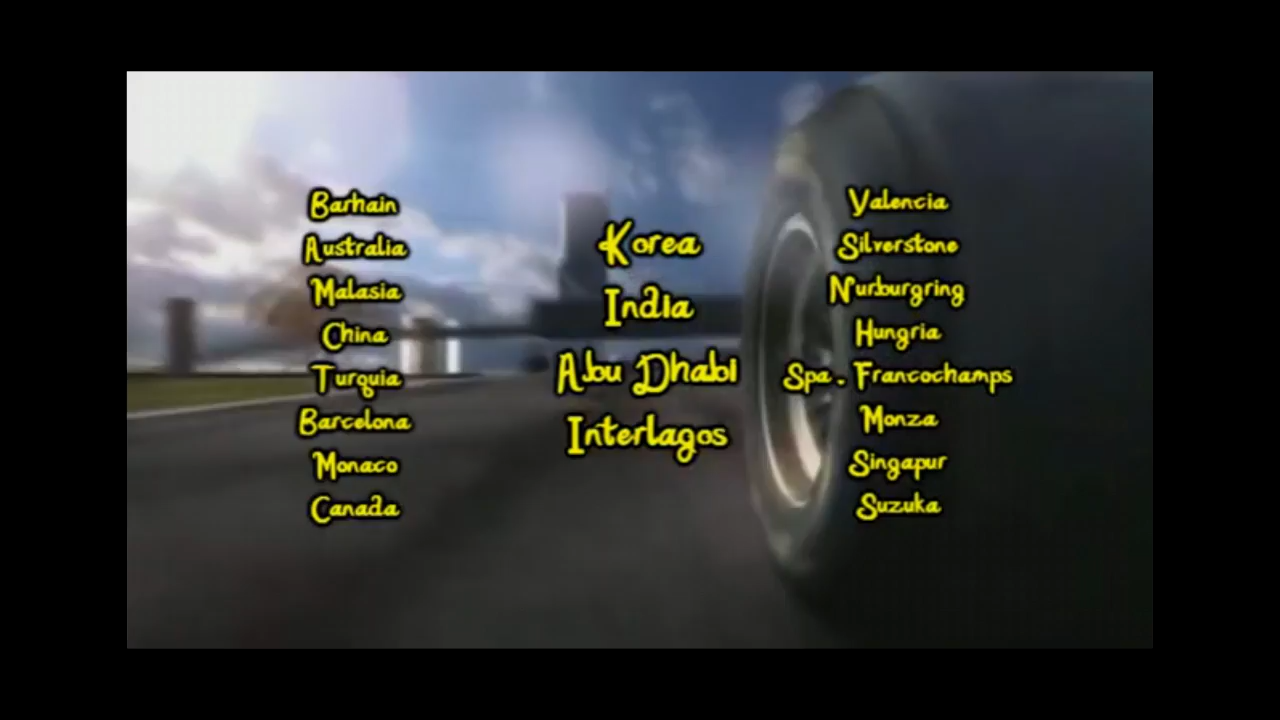 Barhain
Australia
Malasia
China
Turquia
Barcelona
Monaco
Canada
Korea
India
Abu Dhabi
Interlagos
Valencia
Silverstone
Nurburgring
Hungria
Spa . Francochamps
Monza
Singapur
Suzuka